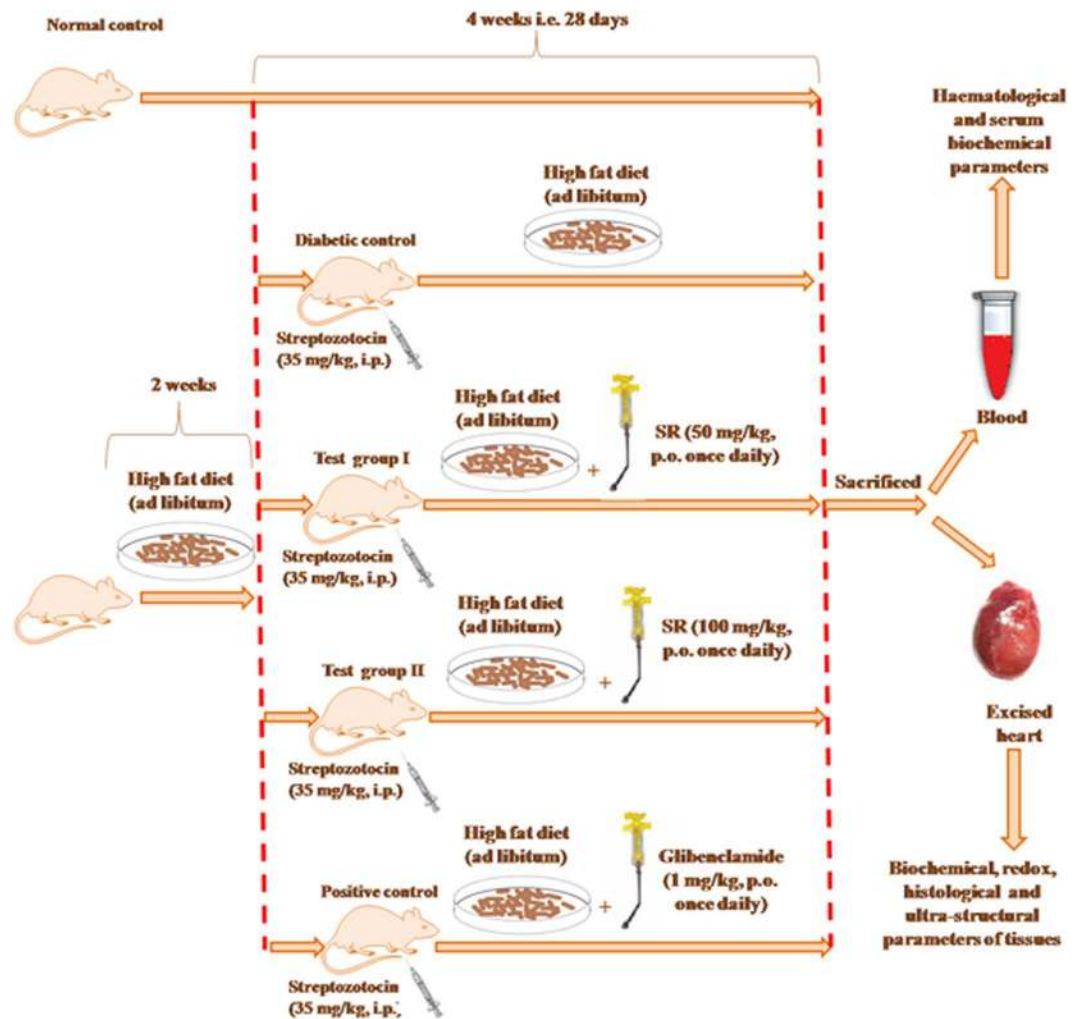 Normal control
4 weeks i.e. 28 days
Haematological
and serum
biochemical
parameters
High fat diet
(ad libitum)
Diabetic control
Streptozotocin
(35 mg/kg, i.p.)
2 weeks
High fat diet
(ad libitum)
High fat diet
(ad libitum)
SR (50 mg/kg,
p.o. once daily)
+
Test group I
Streptozotocin
(35 mg/kg, i.p.)
Sacrificed
Blood
High fat diet
(ad libitum)
SR (100 mg/kg,
p.o. once daily)
+
Test group II
Streptozotocin
(35 mg/kg, i.p.)
Excised
heart
High fat diet
(ad libitum)
Glibenclamide
(1 mg/kg, p.o.
once daily)
+
Positive control
Streptozotocin
(35 mg/kg, i.p.)
Biochemical, redox,
histological and
ultra-structural
parameters of tissues